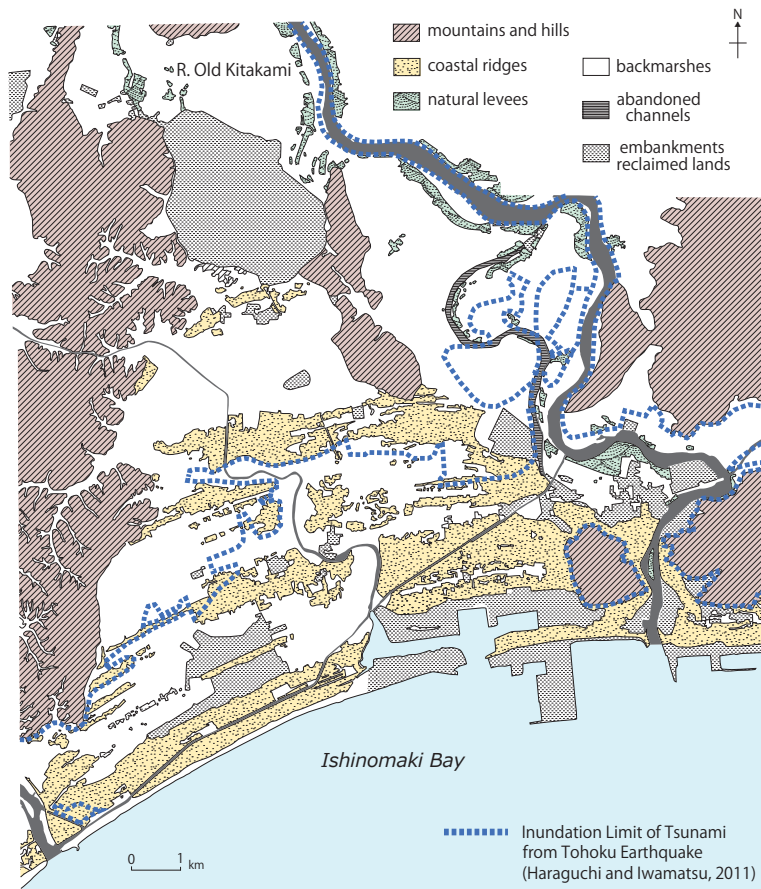 N
mountains and hills
R. Old Kitakami
coastal ridges
backmarshes
natural levees
abandoned
channels
embankments
reclaimed lands
Ishinomaki Bay
Inundation Limit of Tsunami
from Tohoku Earthquake
(Haraguchi and Iwamatsu, 2011)
0 1
km